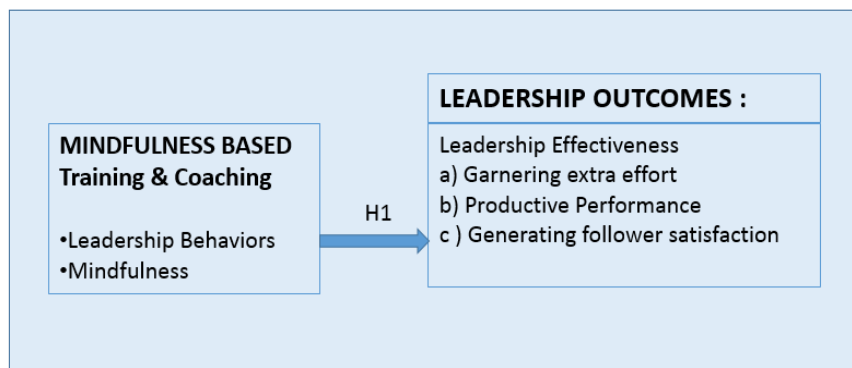 MINDFULNESS BASED
Training & Coaching
•Leadership Behaviors
•Mindfulness
H1
LEADERSHIP OUTCOMES :
Leadership Effectiveness
a) Garnering extra effort
b) Productive Performance
c ) Generating follower satisfaction